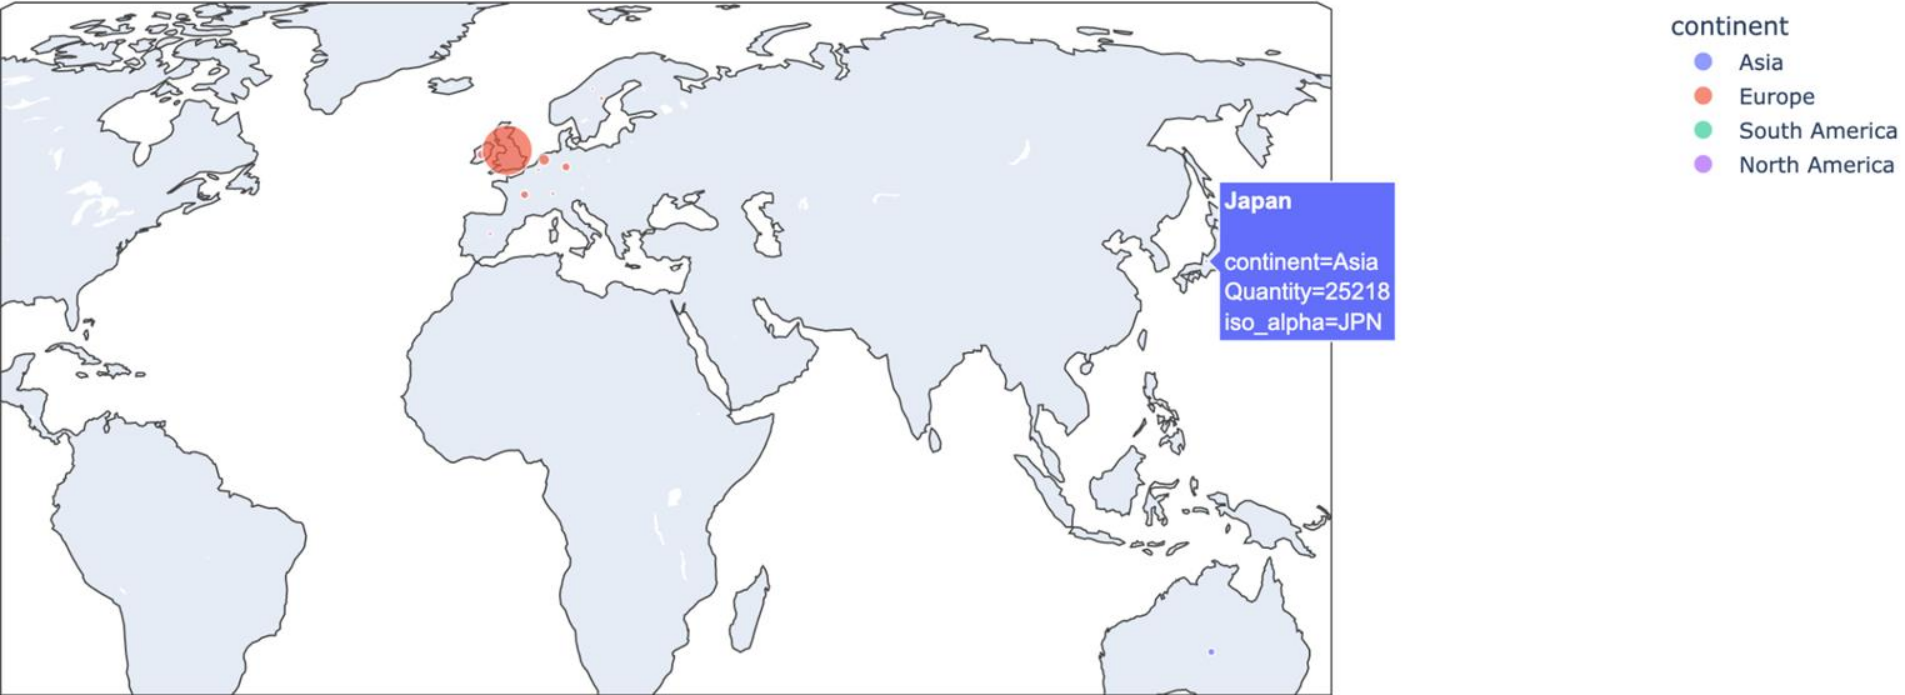 continent
Asia
Europe
South America
North America
Japan
continent=Asia
Quantity=25218
iso_alpha=JPN